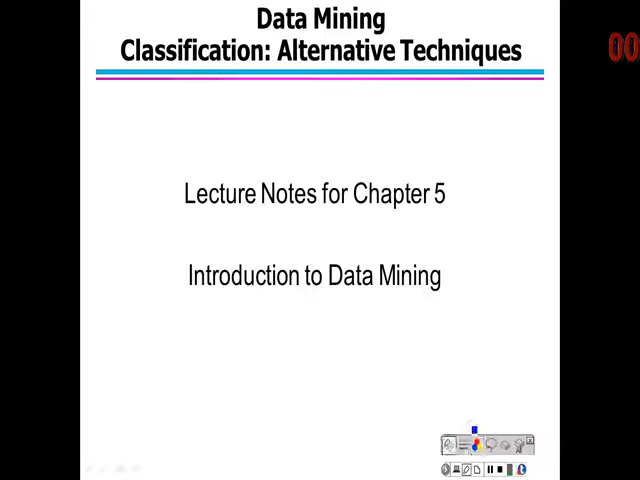 Data Mining
Classification: Alternative Techniques
00
Lecture Notes for Chapter 5
Introduction to Data Mining